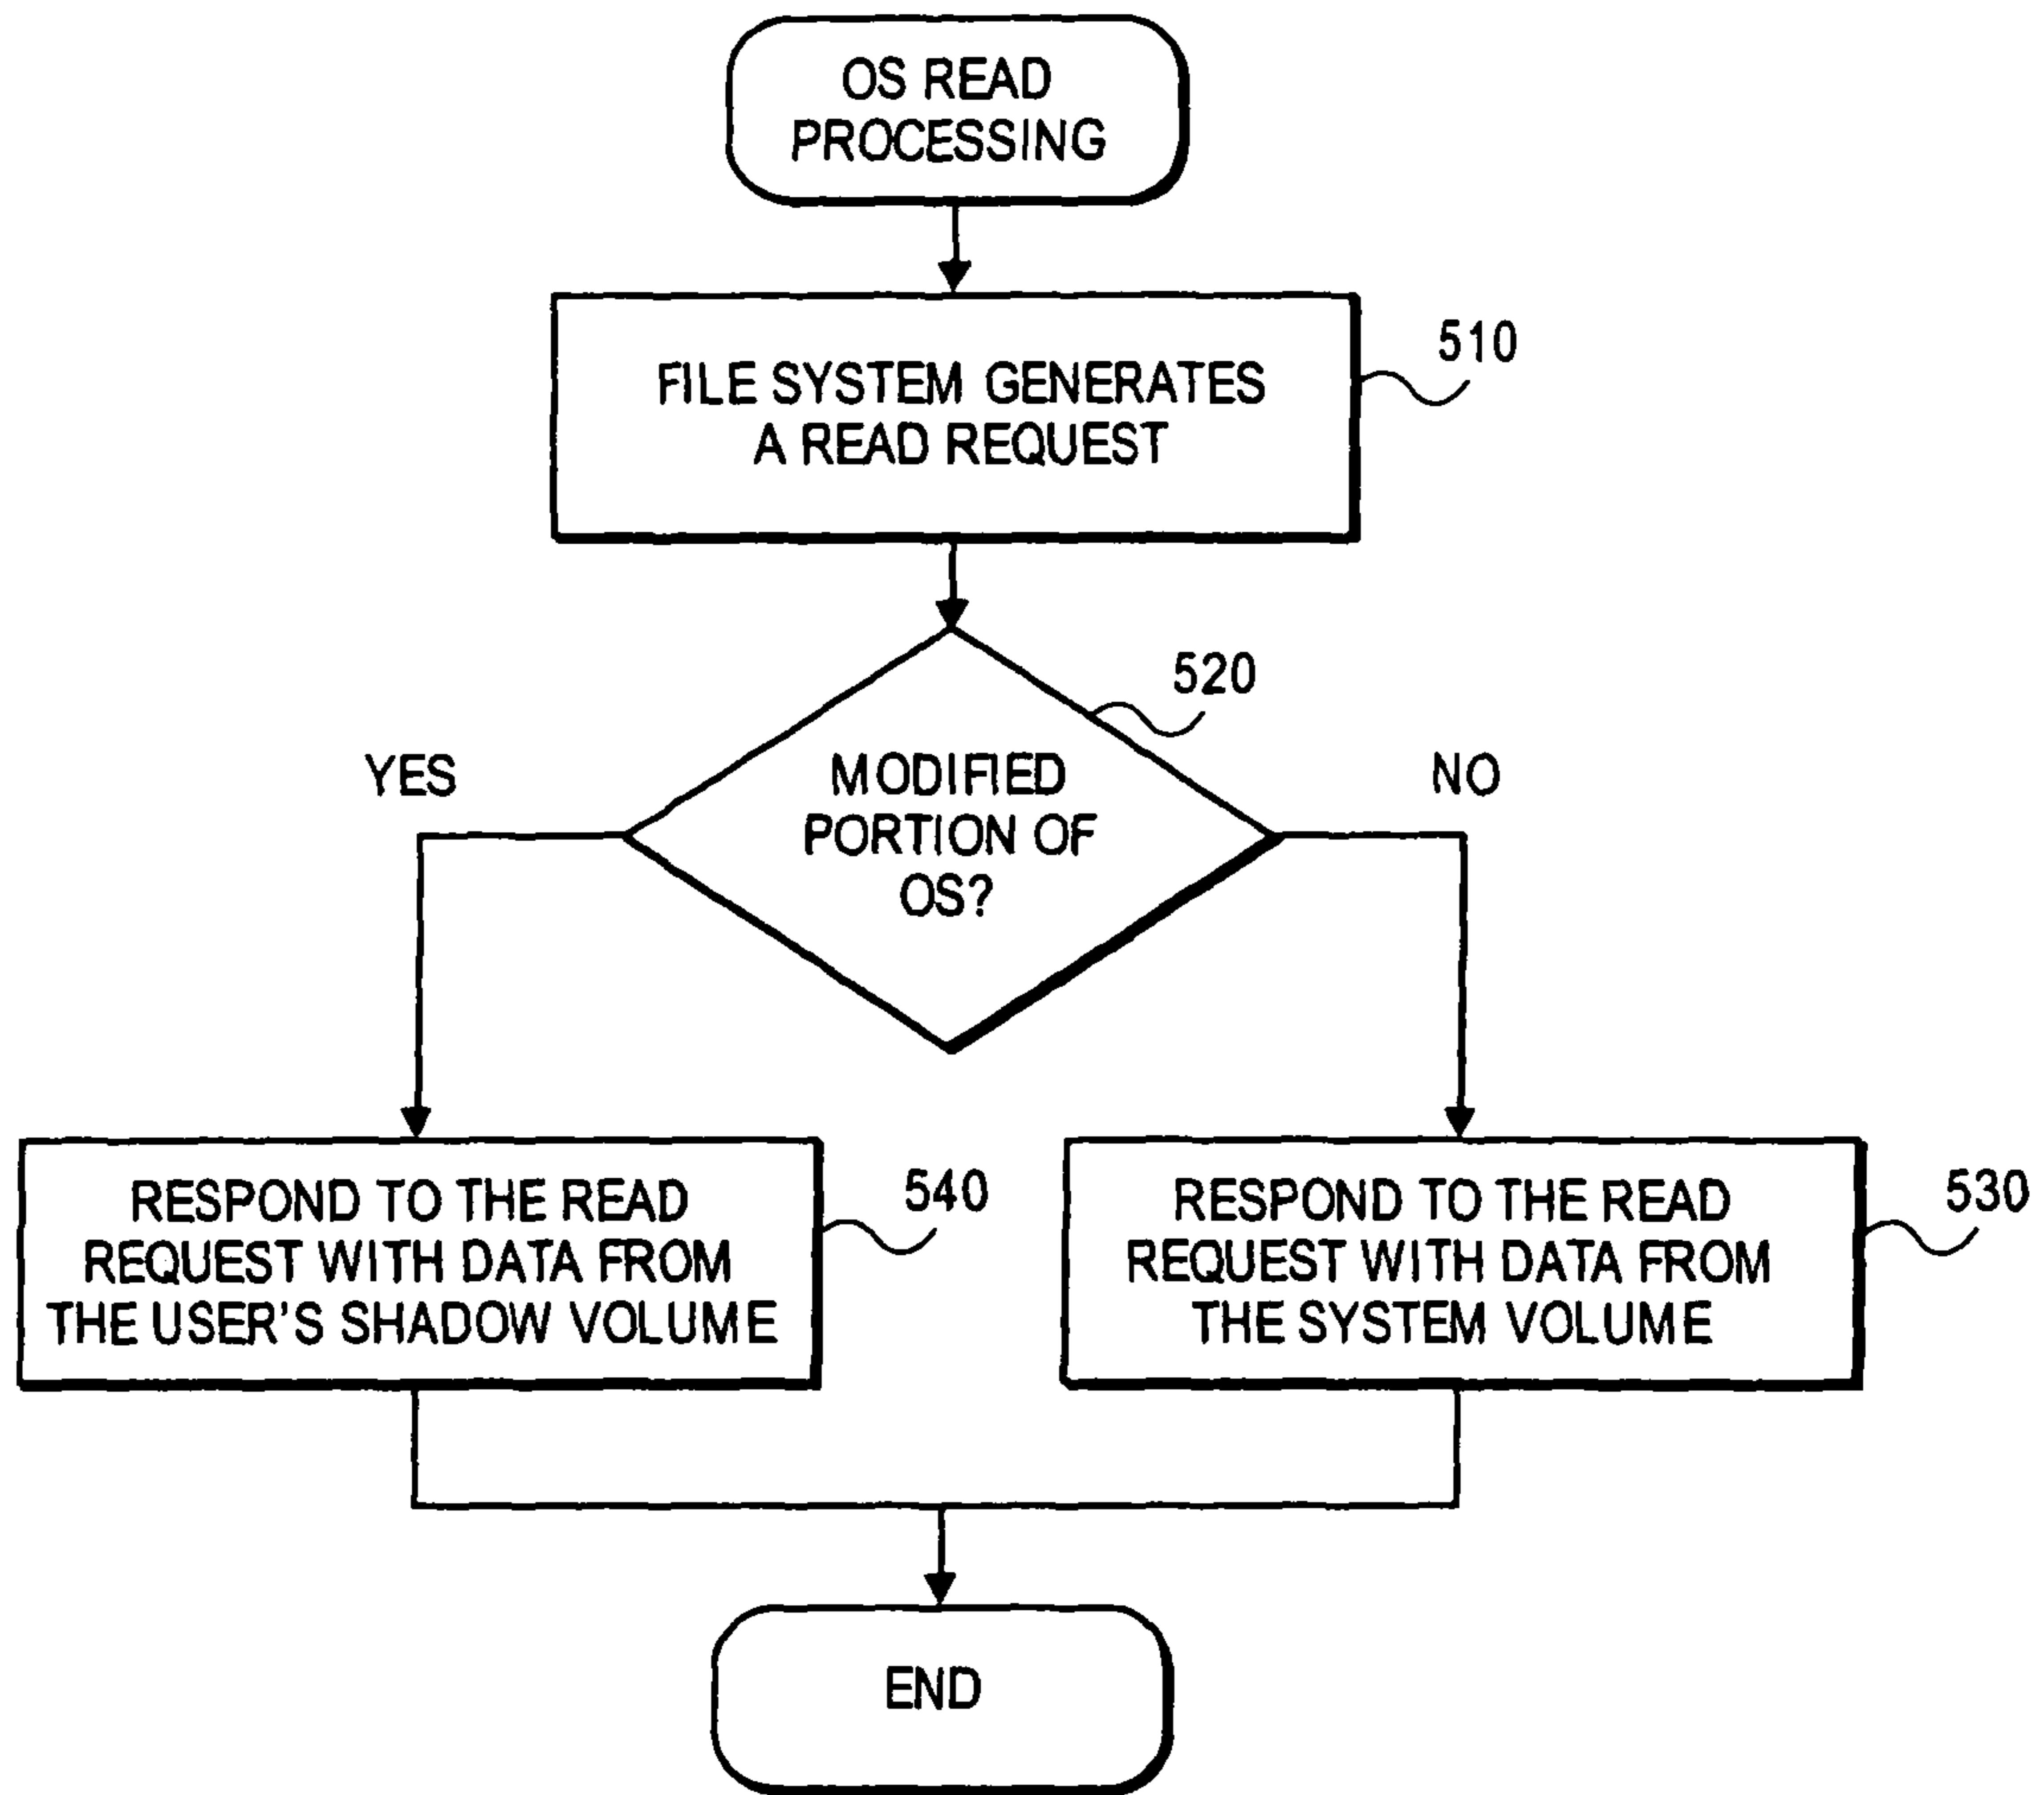 OS READ
PROCESSING
FILE SYSTEM GENERATES
A READ REQUEST
510
520
YES
MODIFIED
PORTION OF
OS?
NO
RESPOND TO THE READ
REQUEST WITH DATA FROM
THE USER'S SHADOW VOLUME
540
RESPOND TO THE READ
REQUEST WITH DATA FROM
THE SYSTEM VOLUME
530
END